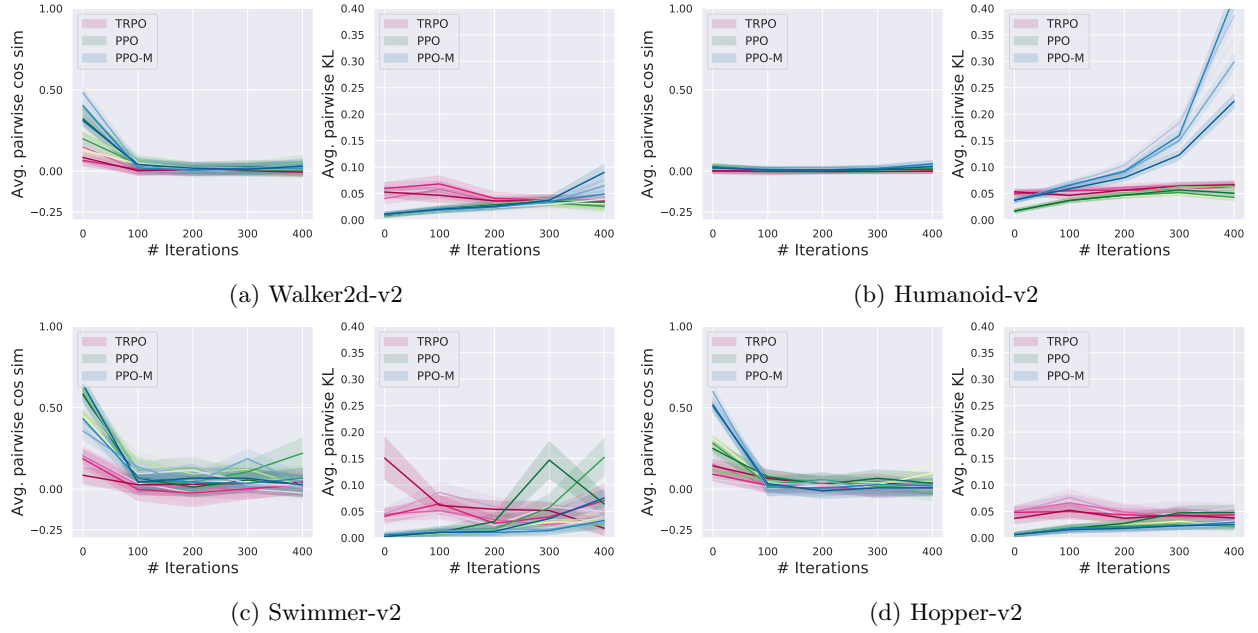 Avg. pairwise cos sim
1.00
0.50
0.00
−0.25
TRPO
PPO
PPO-M
0 100 200 300 400
# Iterations
Avg. pairwise KL
0.40
0.35
0.30
0.25
0.20
0.15
0.10
0.05
0.00
TRPO
PPO
PPO-M
0 100 200 300 400
# Iterations
(a) Walker2d-v2
Avg. pairwise cos sim
1.00
0.50
0.00
−0.25
TRPO
PPO
PPO-M
0 100 200 300 400
# Iterations
Avg. pairwise KL
0.40
0.35
0.30
0.25
0.20
0.15
0.10
0.05
0.00
TRPO
PPO
PPO-M
0 100 200 300 400
# Iterations
(b) Humanoid-v2
Avg. pairwise cos sim
1.00
0.50
0.00
−0.25
TRPO
PPO
PPO-M
0 100 200 300 400
# Iterations
Avg. pairwise KL
0.40
0.35
0.30
0.25
0.20
0.15
0.10
0.05
0.00
TRPO
PPO
PPO-M
0 100 200 300 400
# Iterations
(c) Swimmer-v2
Avg. pairwise cos sim
1.00
0.50
0.00
−0.25
TRPO
PPO
PPO-M
0 100 200 300 400
# Iterations
Avg. pairwise KL
0.40
0.35
0.30
0.25
0.20
0.15
0.10
0.05
0.00
TRPO
PPO
PPO-M
0 100 200 300 400
# Iterations
(d) Hopper-v2